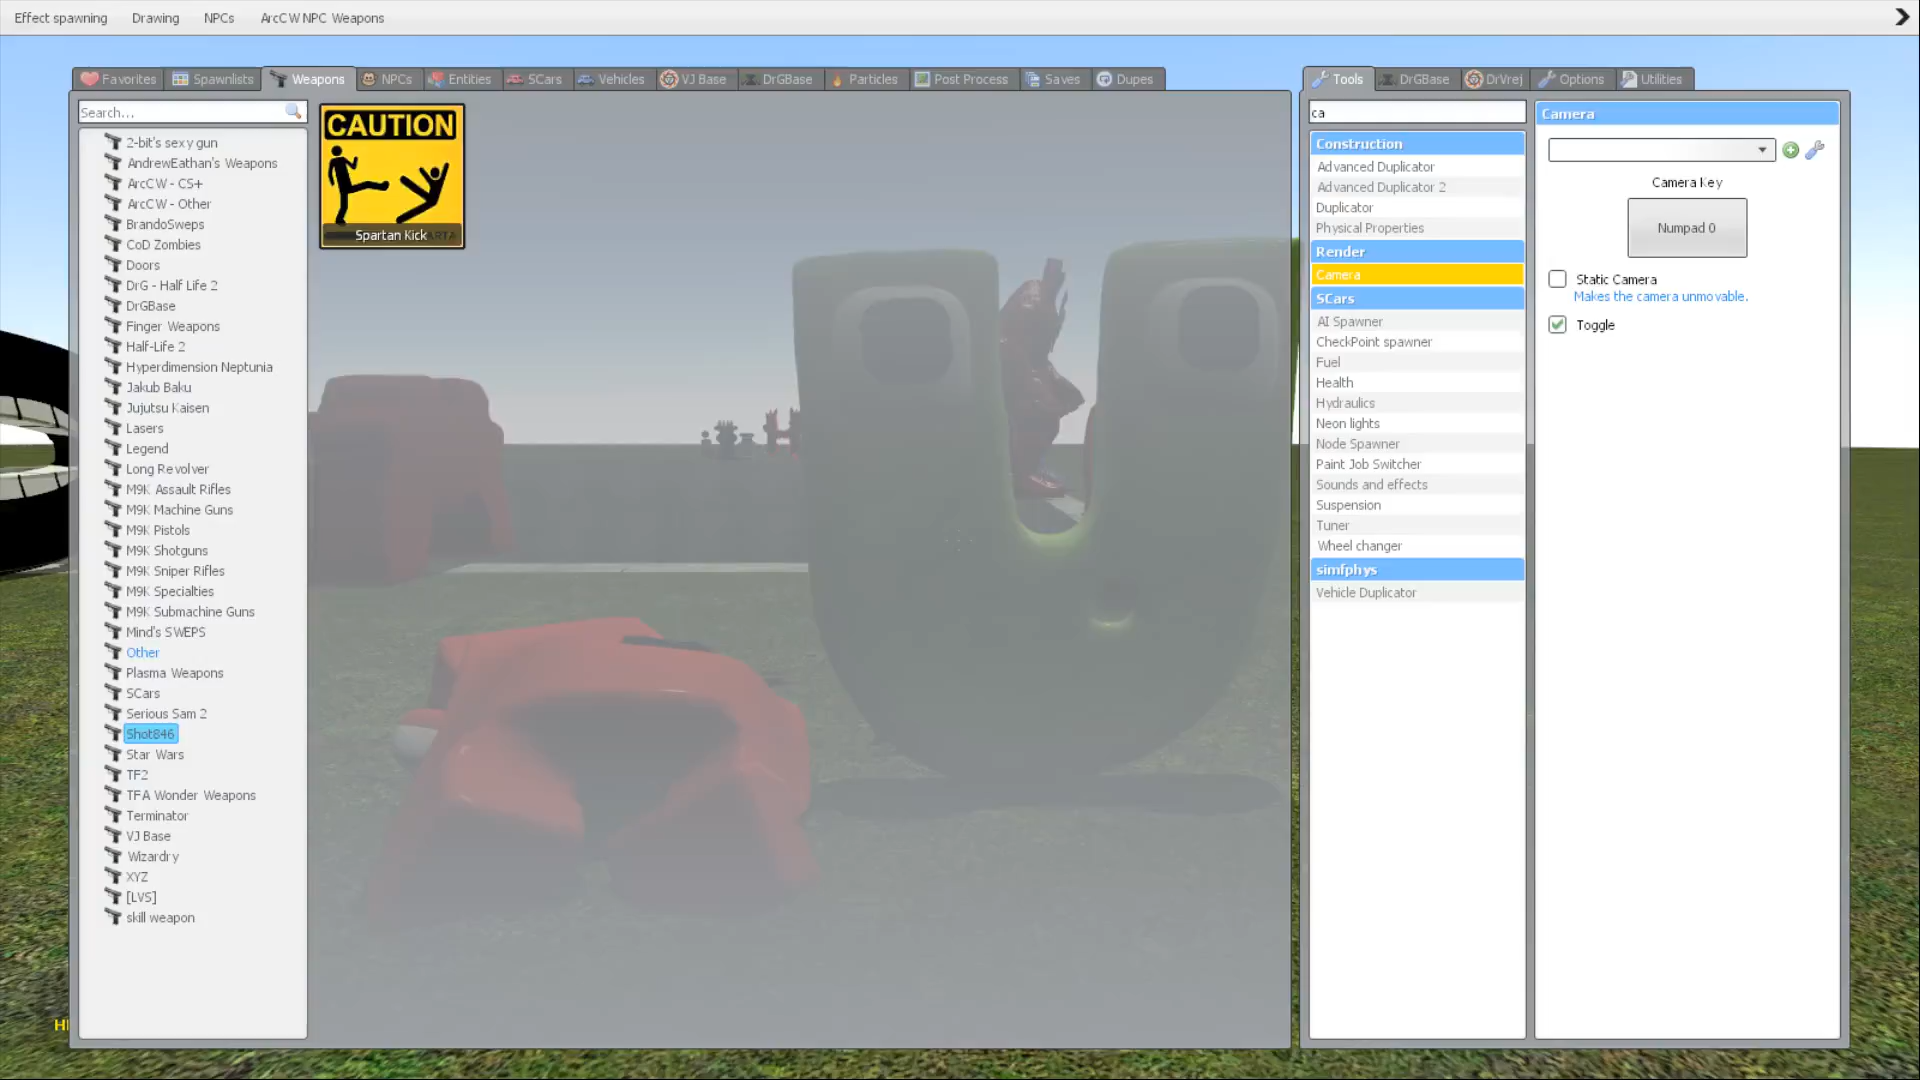 Effect spawning Drawing NPCs ArcCW NPC Weapons
Favorites Spawnlists Weapons NPCs Entities SCars Vehicles VJ Base DrGBase Particles Post Process Saves Dupes
Search...
2-bit's sexy gun
AndrewEathan's Weapons
ArcCW - CS+
ArcCW - Other
BrandoSweps
CoD Zombies
Doors
DrG - Half Life 2
DrGBase
Finger Weapons
Half-Life 2
Hyperdimension Neptunia
Jakub Baku
Jujutsu Kaisen
Lasers
Legend
Long Revolver
M9K Assault Rifles
M9K Machine Guns
M9K Pistols
M9K Shotguns
M9K Sniper Rifles
M9K Specialties
M9K Submachine Guns
Mind's SWEPS
Other
Plasma Weapons
SCars
Serious Sam 2
Shot846
Star Wars
TF2
TFA Wonder Weapons
Terminator
VJ Base
Wizardry
XYZ
[LVS]
skill weapon
CAUTION
Spartan Kick
Tools DrGBase DrVrej Options Utilities
ca
Construction
Advanced Duplicator
Advanced Duplicator 2
Duplicator
Physical Properties
Render
Camera
SCars
AI Spawner
CheckPoint spawner
Fuel
Health
Hydraulics
Neon lights
Node Spawner
Paint Job Switcher
Sounds and effects
Suspension
Tuner
Wheel changer
simfphys
Vehicle Duplicator
Camera
Camera Key
Numpad 0
Static Camera
Makes the camera unmovable.
Toggle